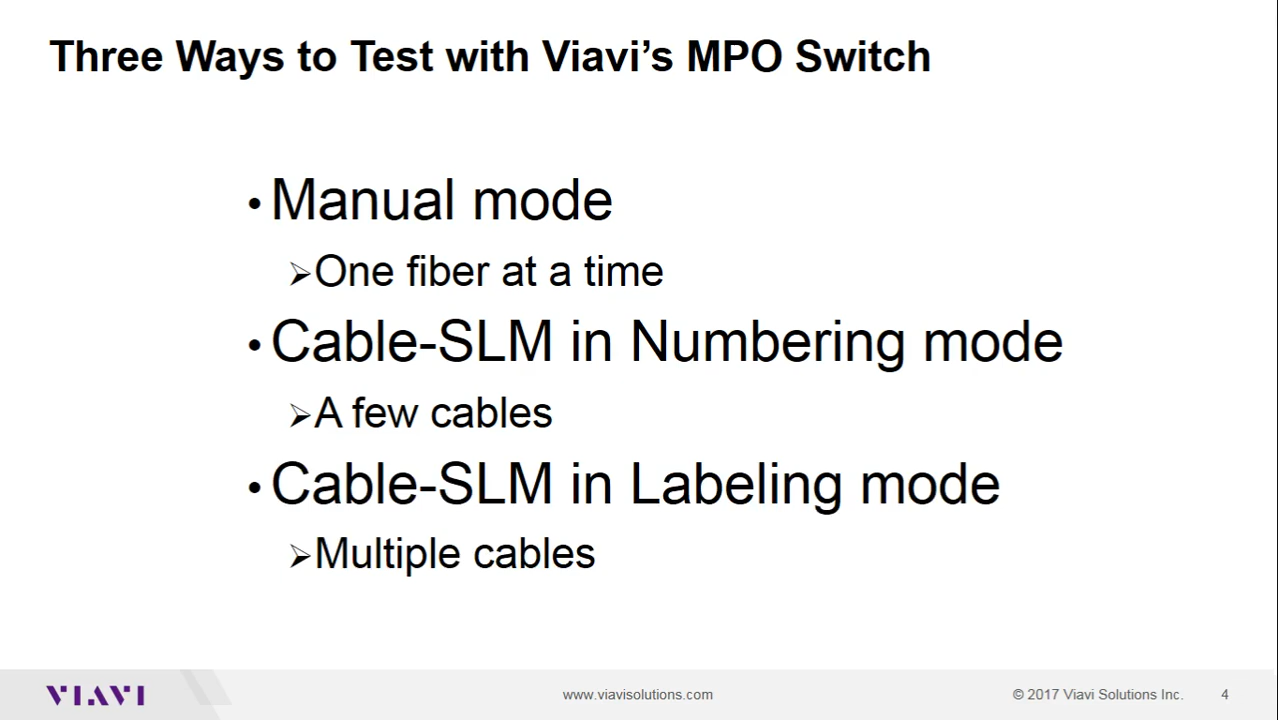 Three Ways to Test with Viavi’s MPO Switch
• Manual mode
➢One fiber at a time
• Cable-SLM in Numbering mode
➢A few cables
• Cable-SLM in Labeling mode
➢Multiple cables
VIAVI
www.viavisolutions.com
© 2017 Viavi Solutions Inc.
4